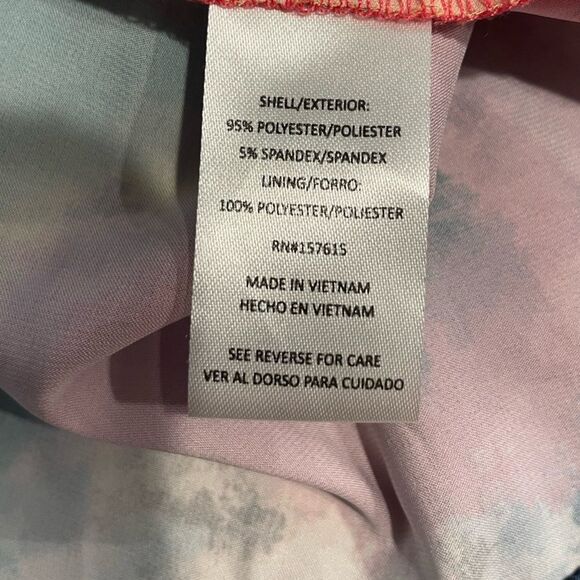 SHELL/EXTERIOR:
95% POLYESTER/POLIESTER
5% SPANDEX/SPANDEX
LINING/FORRO:
100% POLYESTER/POLIESTER
RN#157615
MADE IN VIETNAM
HECHO EN VIETNAM
SEE REVERSE FOR CARE
VER AL DORSO PARA CUIDADO